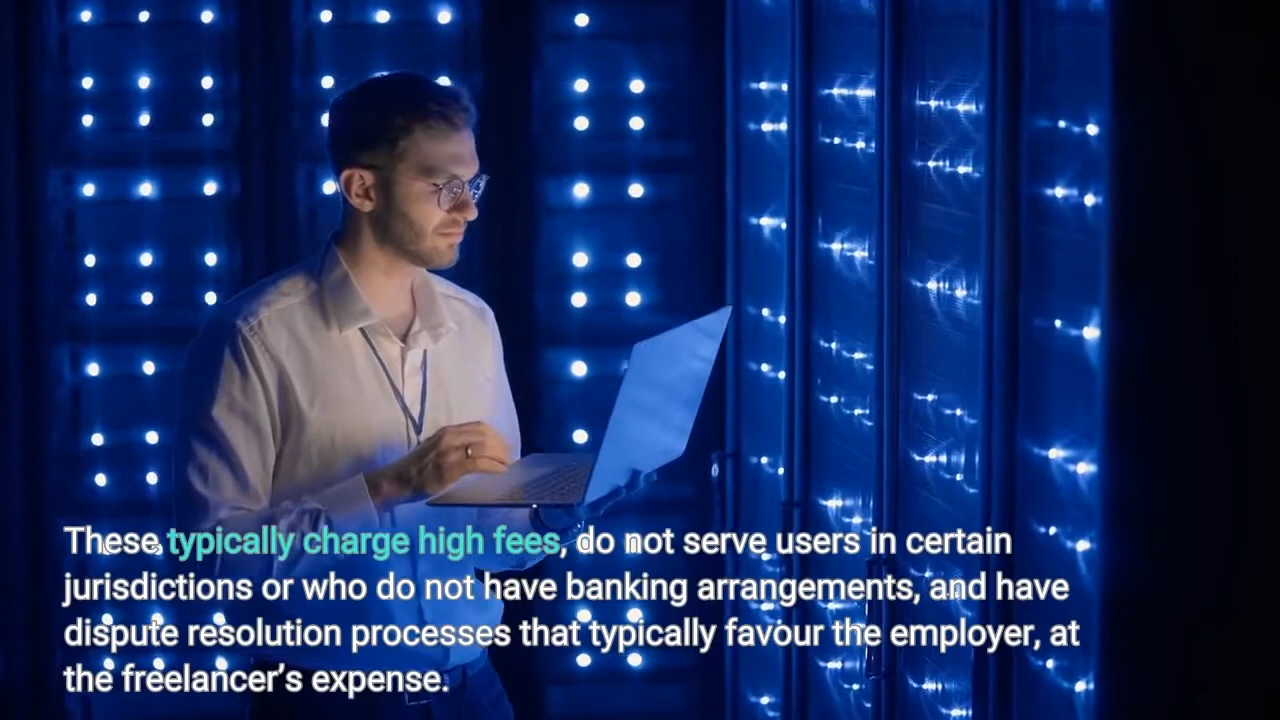 These typically charge high fees, do not serve users in certain
jurisdictions or who do not have banking arrangements, and have
dispute resolution processes that typically favour the employer, at
the freelancer’s expense.